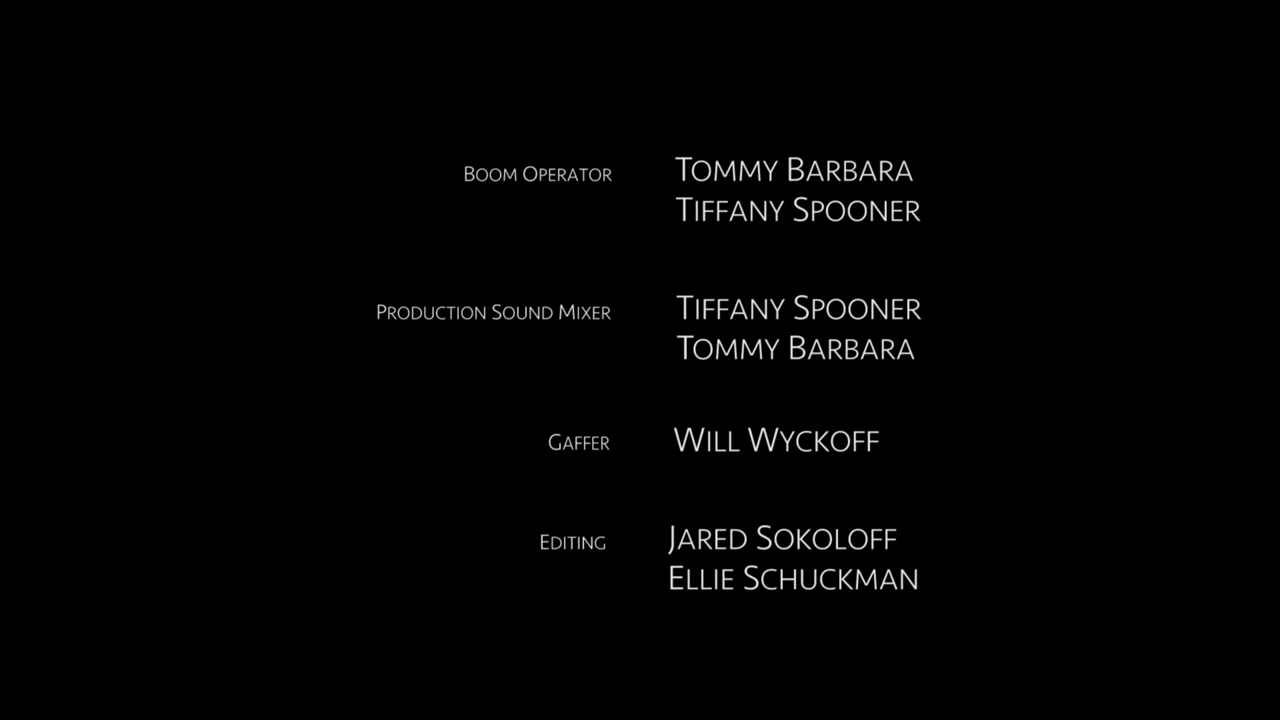 Boom Operator Tommy Barbara
Tiffany Spooner
Production Sound Mixer Tiffany Spooner
Tommy Barbara
Gaffer Will Wyckoff
Editing Jared Sokoloff
Ellie Schuckman